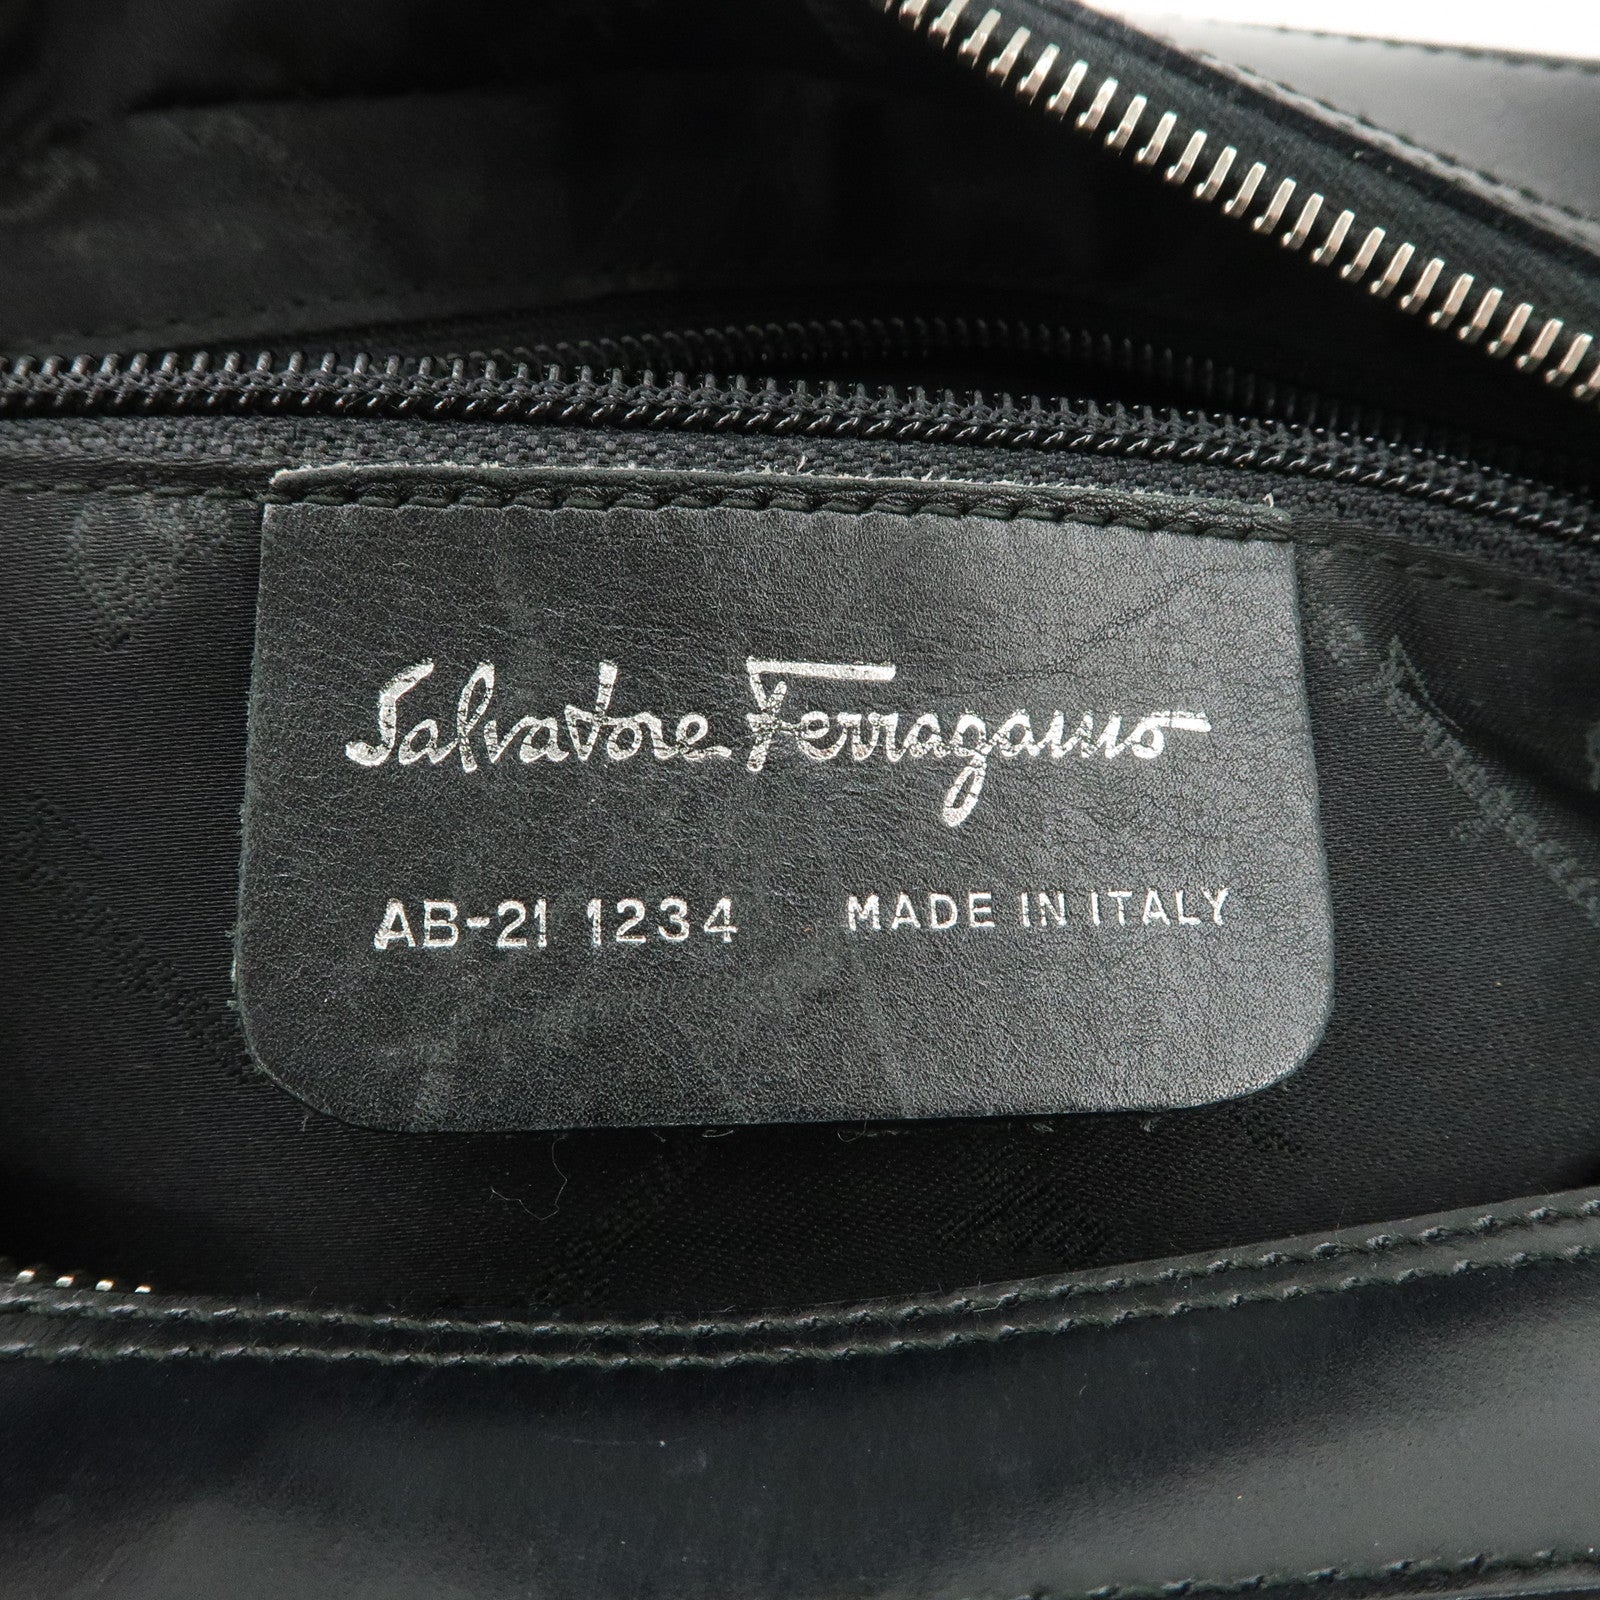 Salvatore Ferragamo
AB-21 1234 MADE IN ITALY